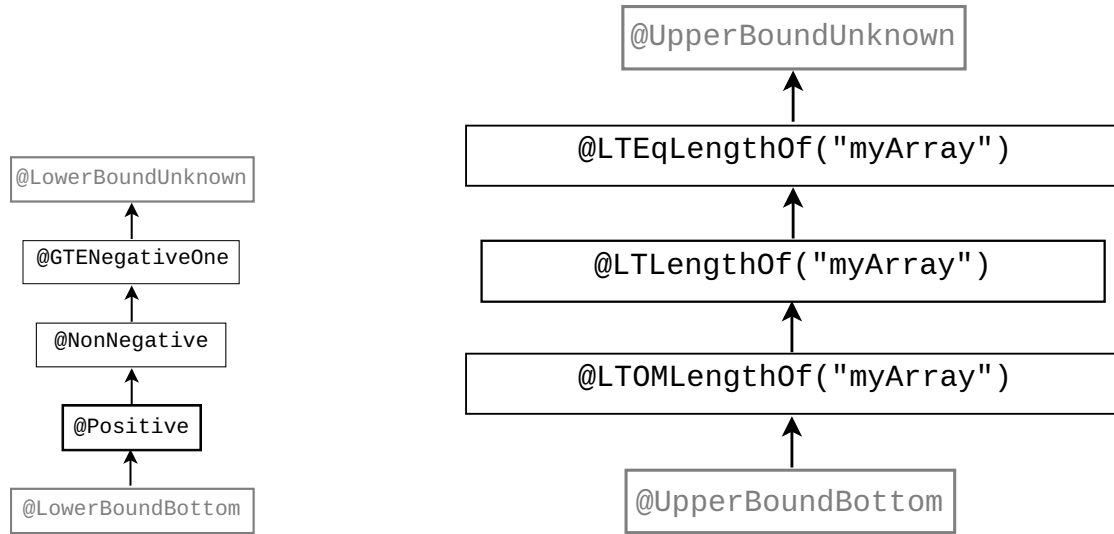 @LowerBoundUnknown
@GTENegativeOne
@NonNegative
@Positive
@LowerBoundBottom
@UpperBoundUnknown
@LTEqLengthOf("myArray")
@LTLengthOf("myArray")
@LTOMLengthOf("myArray")
@UpperBoundBottom